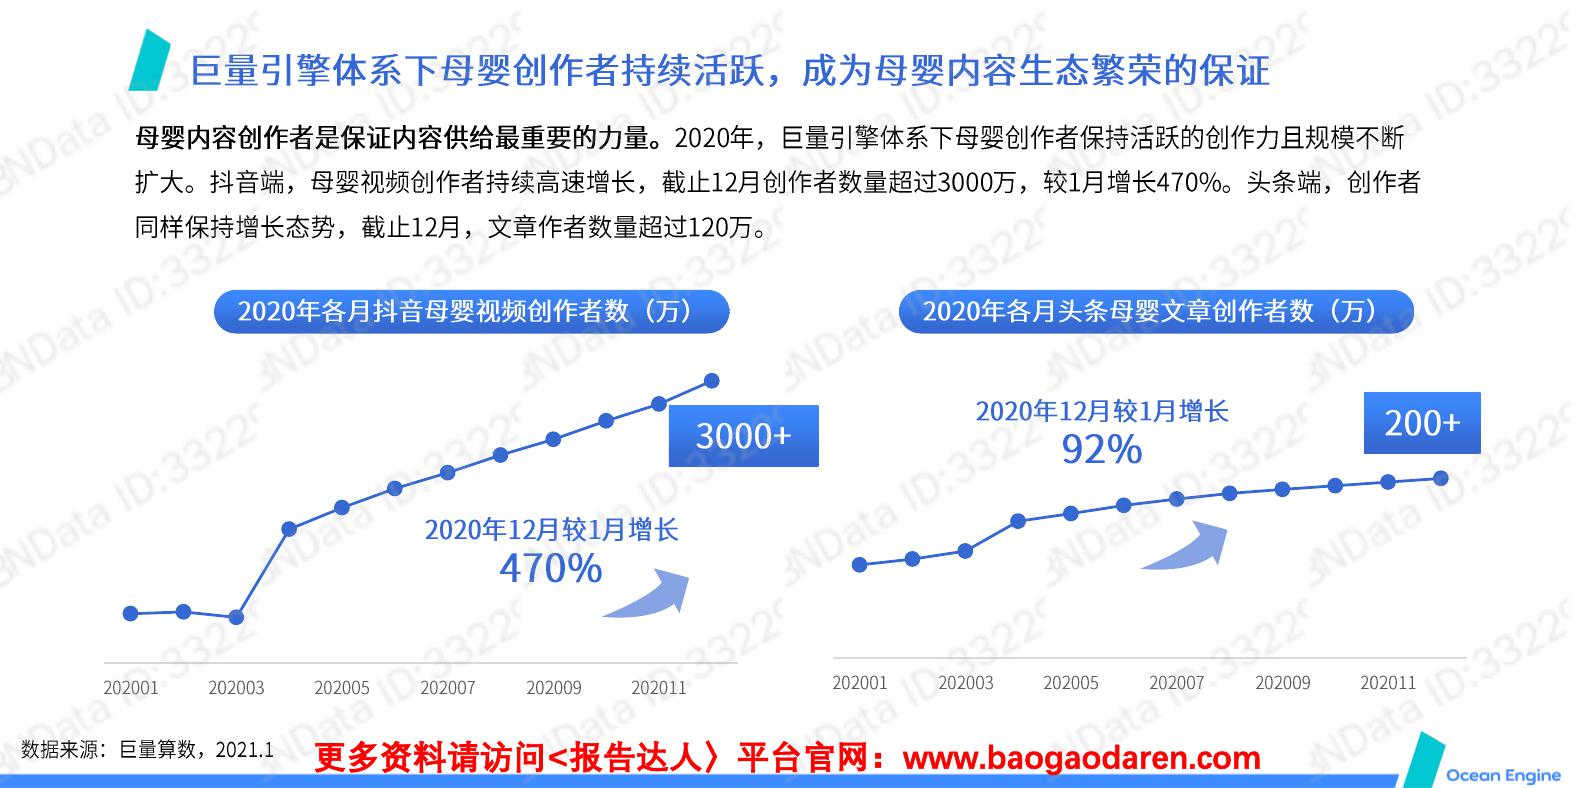 巨量引擎体系下母婴创作者持续活跃，成为母婴内容生态繁荣的保证
母婴内容创作者是保证内容供给最重要的力量。2020年，巨量引擎体系下母婴创作者保持活跃的创作力且规模不断
扩大。抖音端，母婴视频创作者持续高速增长，截止12月创作者数量超过3000万，较1月增长470%。头条端，创作者
同样保持增长态势，截止12月，文章作者数量超过120万。
2020年各月抖音母婴视频创作者数（万）
3000+
2020年12月较1月增长
470%
202001 202003 202005 202007 202009 202011
2020年各月头条母婴文章创作者数（万）
2020年12月较1月增长
92%
200+
202001 202003 202005 202007 202009 202011
数据来源：巨量算数，2021.1
更多资料请访问<报告达人〉平台官网：www.baogaodaren.com
Ocean Engine